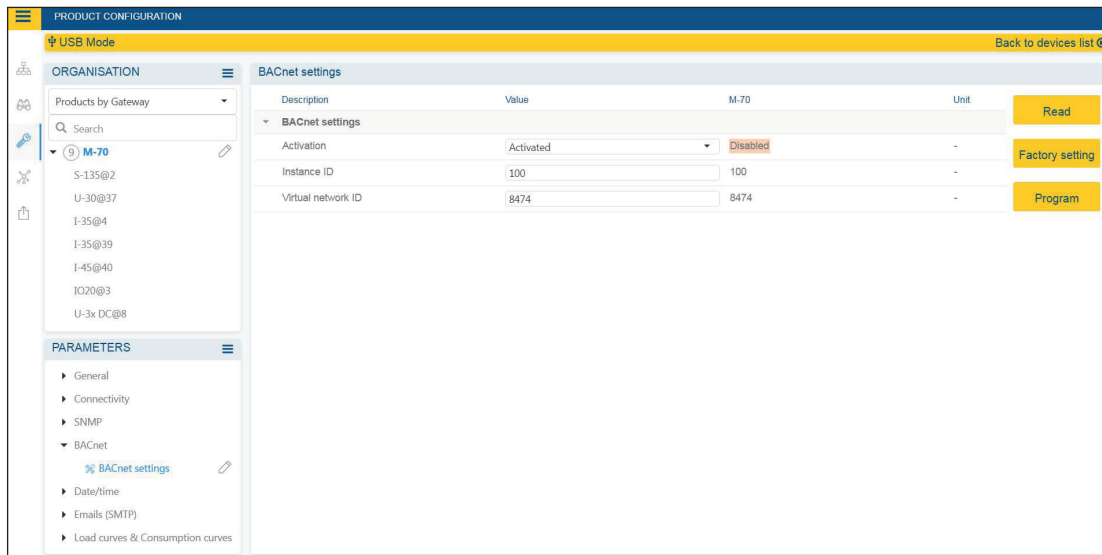 PRODUCT CONFIGURATION
USB Mode
Back to devices list
ORGANISATION
Products by Gateway
Search
9 M-70
S-135@2
U-30@37
I-35@4
I-35@39
I-45@40
IO20@3
U-3x DC@8
PARAMETERS
General
Connectivity
SNMP
BACnet
BACnet settings
Date/time
Emails (SMTP)
Load curves & Consumption curves
BACnet settings
Description Value M-70 Unit
BACnet settings
Activation Activated Disabled -
Instance ID 100 100 -
Virtual network ID 8474 8474 -
Read
Factory setting
Program